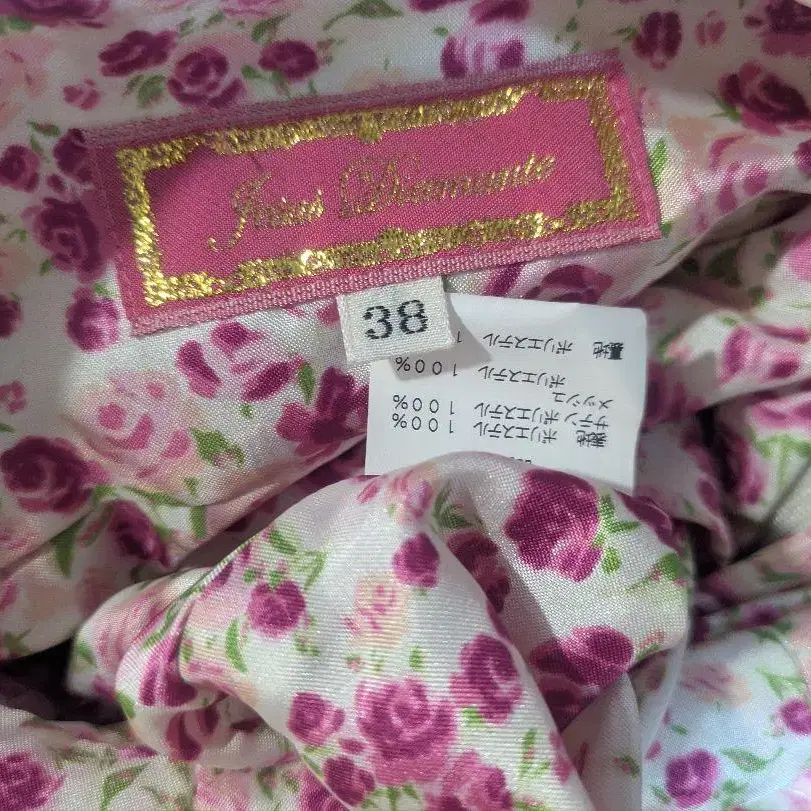 Jesus Diamante
38
表地 ポリエステル 100%
サテン ポリエステル 100%
メッシュ
ポリエステル 100%
裏地 ポリエステル 1